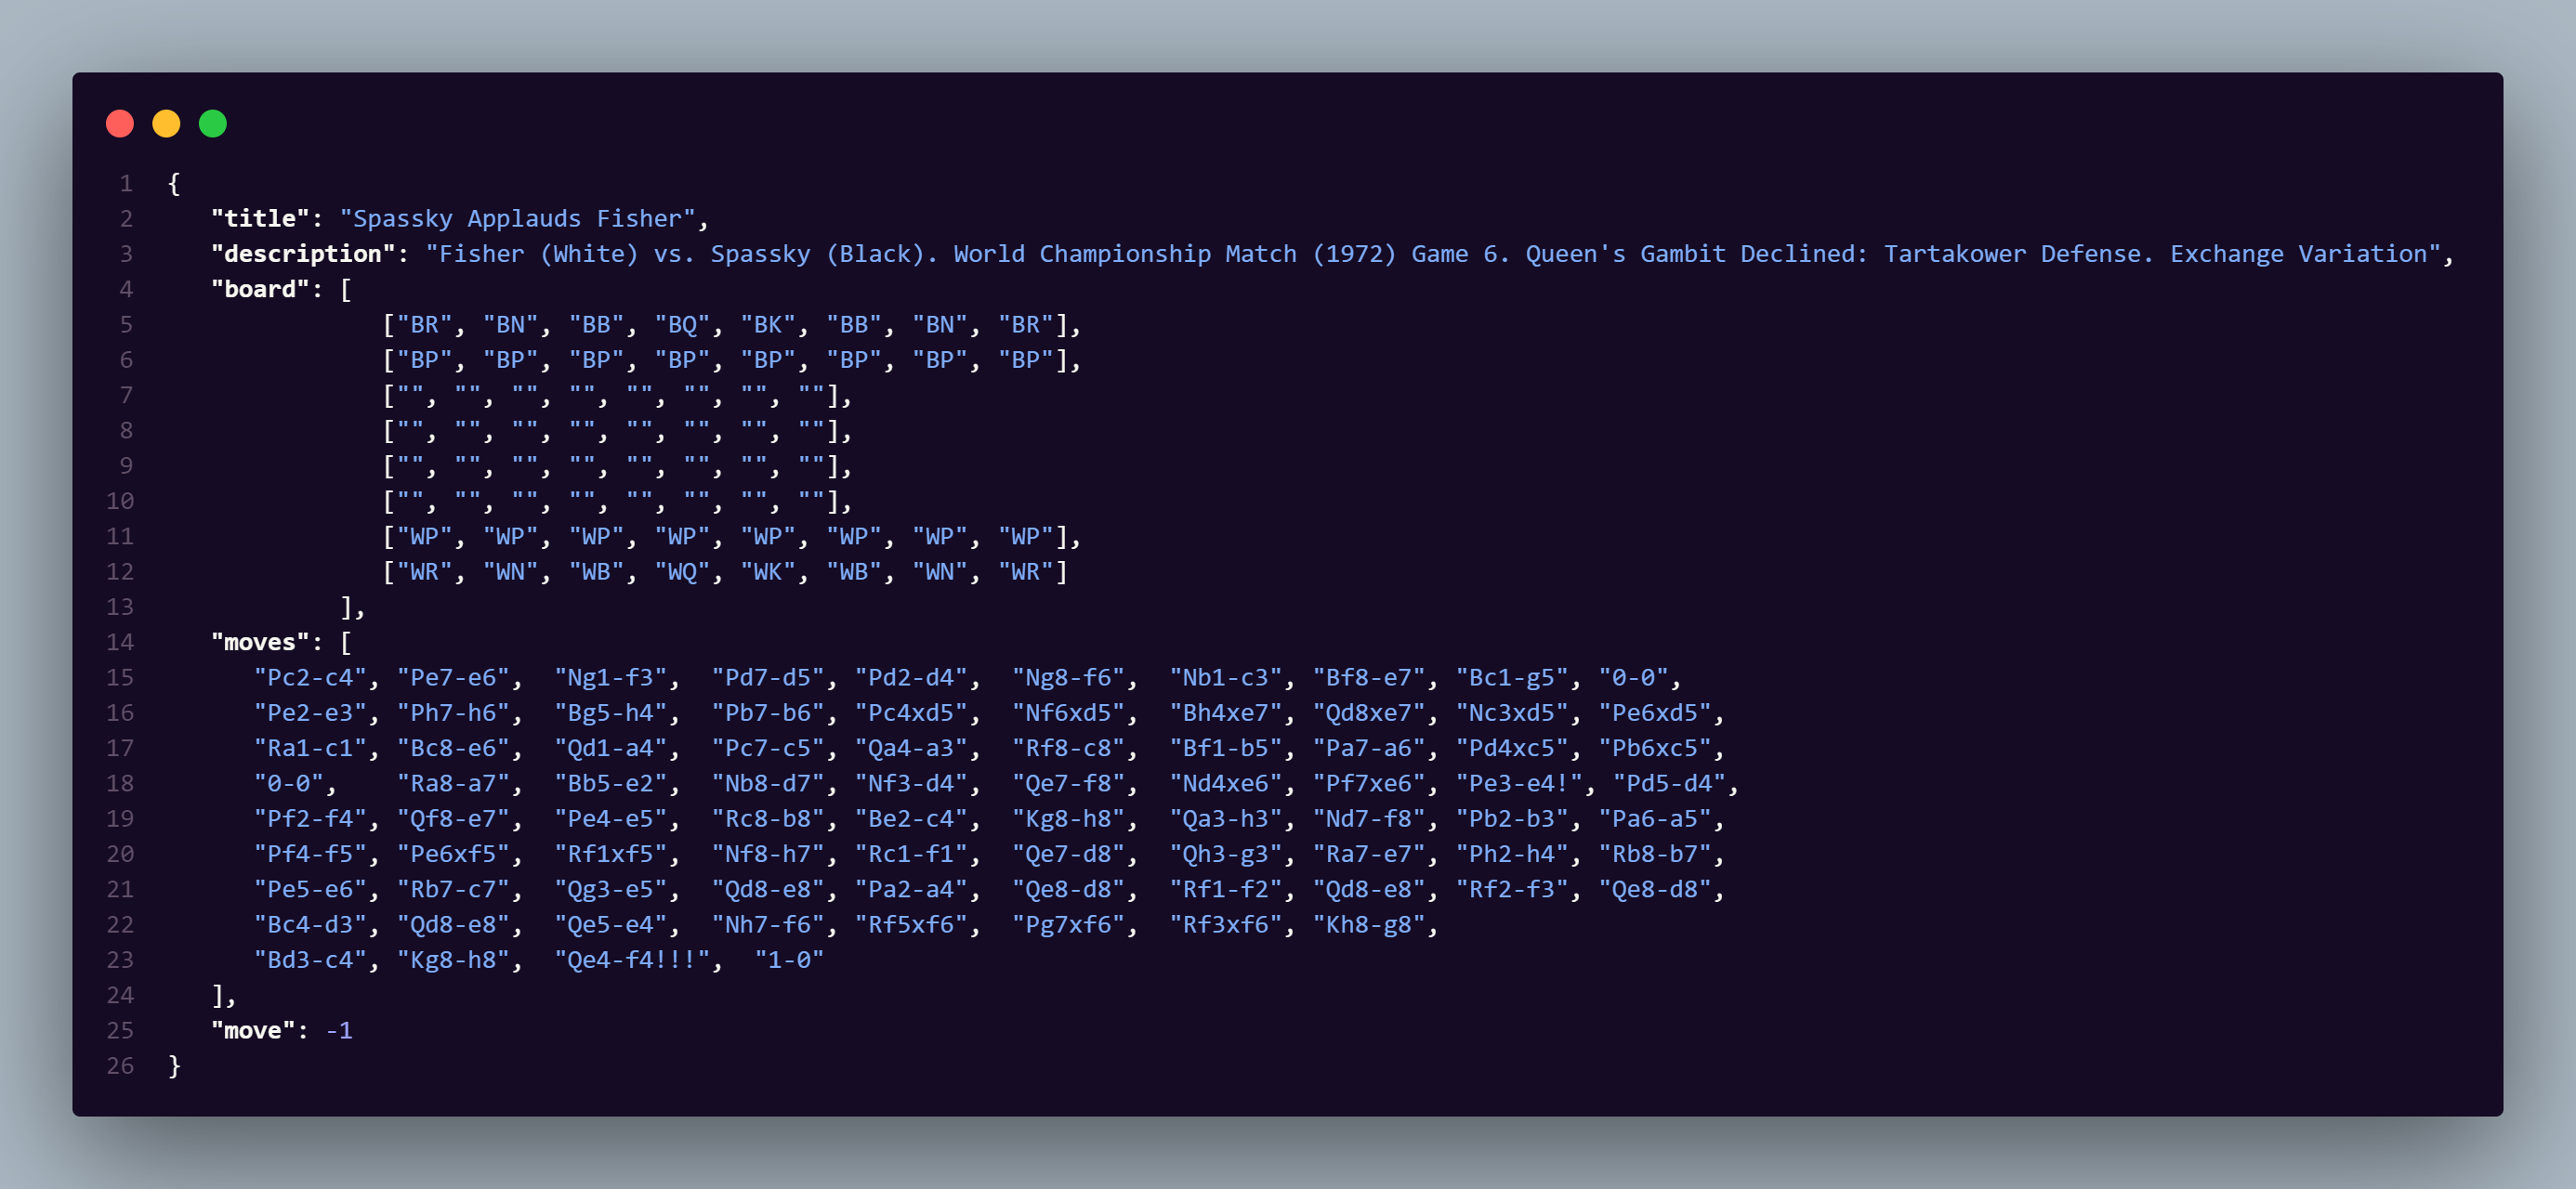 1 {
2    "title": "Spassky Applauds Fisher",
3    "description": "Fisher (White) vs. Spassky (Black). World Championship Match (1972) Game 6. Queen's Gambit Declined: Tartakower Defense. Exchange Variation",
4    "board": [
5                ["BR", "BN", "BB", "BQ", "BK", "BB", "BN", "BR"],
6                ["BP", "BP", "BP", "BP", "BP", "BP", "BP", "BP"],
7                ["", "", "", "", "", "", "", ""],
8                ["", "", "", "", "", "", "", ""],
9                ["", "", "", "", "", "", "", ""],
10               ["", "", "", "", "", "", "", ""],
11               ["WP", "WP", "WP", "WP", "WP", "WP", "WP", "WP"],
12               ["WR", "WN", "WB", "WQ", "WK", "WB", "WN", "WR"]
13            ],
14   "moves": [
15      "Pc2-c4", "Pe7-e6",  "Ng1-f3",  "Pd7-d5", "Pd2-d4",  "Ng8-f6",  "Nb1-c3", "Bf8-e7", "Bc1-g5", "0-0",
16      "Pe2-e3", "Ph7-h6",  "Bg5-h4",  "Pb7-b6", "Pc4xd5",  "Nf6xd5",  "Bh4xe7", "Qd8xe7", "Nc3xd5", "Pe6xd5",
17      "Ra1-c1", "Bc8-e6",  "Qd1-a4",  "Pc7-c5", "Qa4-a3",  "Rf8-c8",  "Bf1-b5", "Pa7-a6", "Pd4xc5", "Pb6xc5",
18      "0-0",    "Ra8-a7",  "Bb5-e2",  "Nb8-d7", "Nf3-d4",  "Qe7-f8",  "Nd4xe6", "Pf7xe6", "Pe3-e4!", "Pd5-d4",
19      "Pf2-f4", "Qf8-e7",  "Pe4-e5",  "Rc8-b8", "Be2-c4",  "Kg8-h8",  "Qa3-h3", "Nd7-f8", "Pb2-b3", "Pa6-a5",
20      "Pf4-f5", "Pe6xf5",  "Rf1xf5",  "Nf8-h7", "Rc1-f1",  "Qe7-d8",  "Qh3-g3", "Ra7-e7", "Ph2-h4", "Rb8-b7",
21      "Pe5-e6", "Rb7-c7",  "Qg3-e5",  "Qd8-e8", "Pa2-a4",  "Qe8-d8",  "Rf1-f2", "Qd8-e8", "Rf2-f3", "Qe8-d8",
22      "Bc4-d3", "Qd8-e8",  "Qe5-e4",  "Nh7-f6", "Rf5xf6",  "Pg7xf6",  "Rf3xf6", "Kh8-g8",
23      "Bd3-c4", "Kg8-h8",  "Qe4-f4!!!",  "1-0"
24   ],
25   "move": -1
26 }